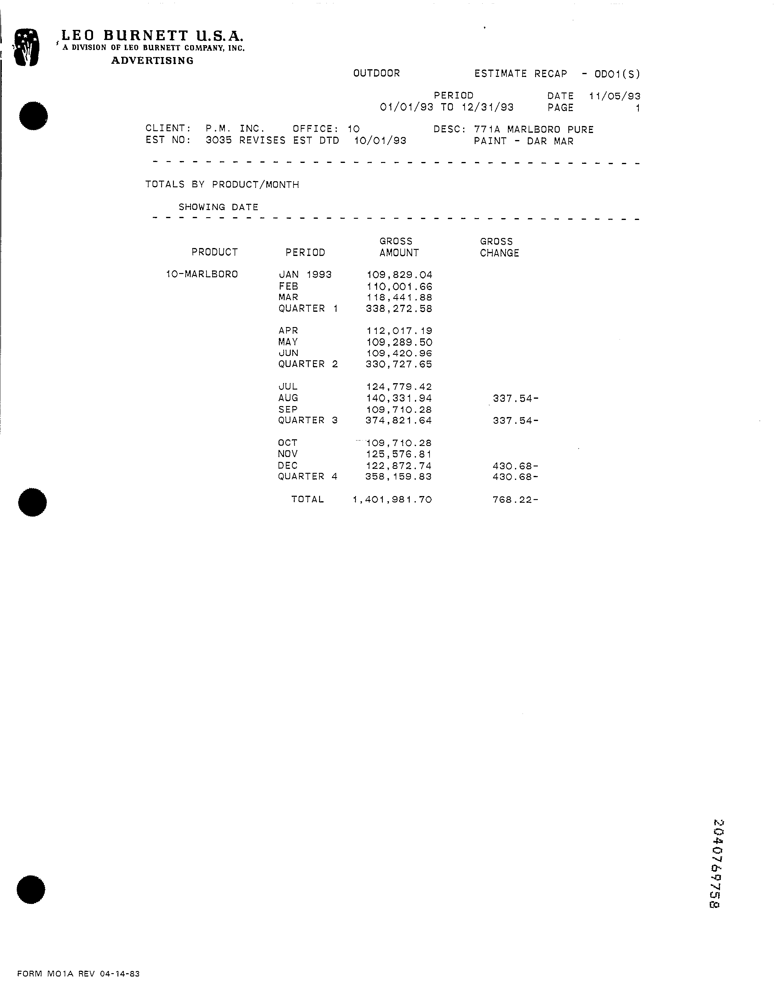 LEO BURNETT U.S.A.
A DIVISION OF LEO BURNETT COMPANY, INC.
ADVERTISING
OUTDOOR ESTIMATE RECAP - ODO1(S)
PERIOD DATE 11/05/93
01/01/93 TO 12/31/93 PAGE 1
CLIENT: P.M. INC. OFFICE: 10 DESC: 771A MARLBORO PURE
EST NO: 3035 REVISES EST DTD 10/01/93 PAINT - DAR MAR
TOTALS BY PRODUCT/MONTH
SHOWING DATE
GROSS GROSS
PRODUCT PERIOD AMOUNT CHANGE
10-MARLBORO JAN 1993 109,829.04
FEB 110,001.66
MAR 118,441.88
QUARTER 1 338,272.58
APR 112,017.19
MAY 109,289.50
JUN 109,420.96
QUARTER 2 330,727.65
JUL 124,779.42
AUG 140,331.94 337.54-
SEP 109,710.28
QUARTER 3 374,821.64 337.54-
OCT 109,710.28
NOV 125,576.81
DEC 122,872.74 430.68-
QUARTER 4 358,159.83 430.68-
TOTAL 1,401,981.70 768.22-
2040769758
FORM MO1A REV 04-14-83